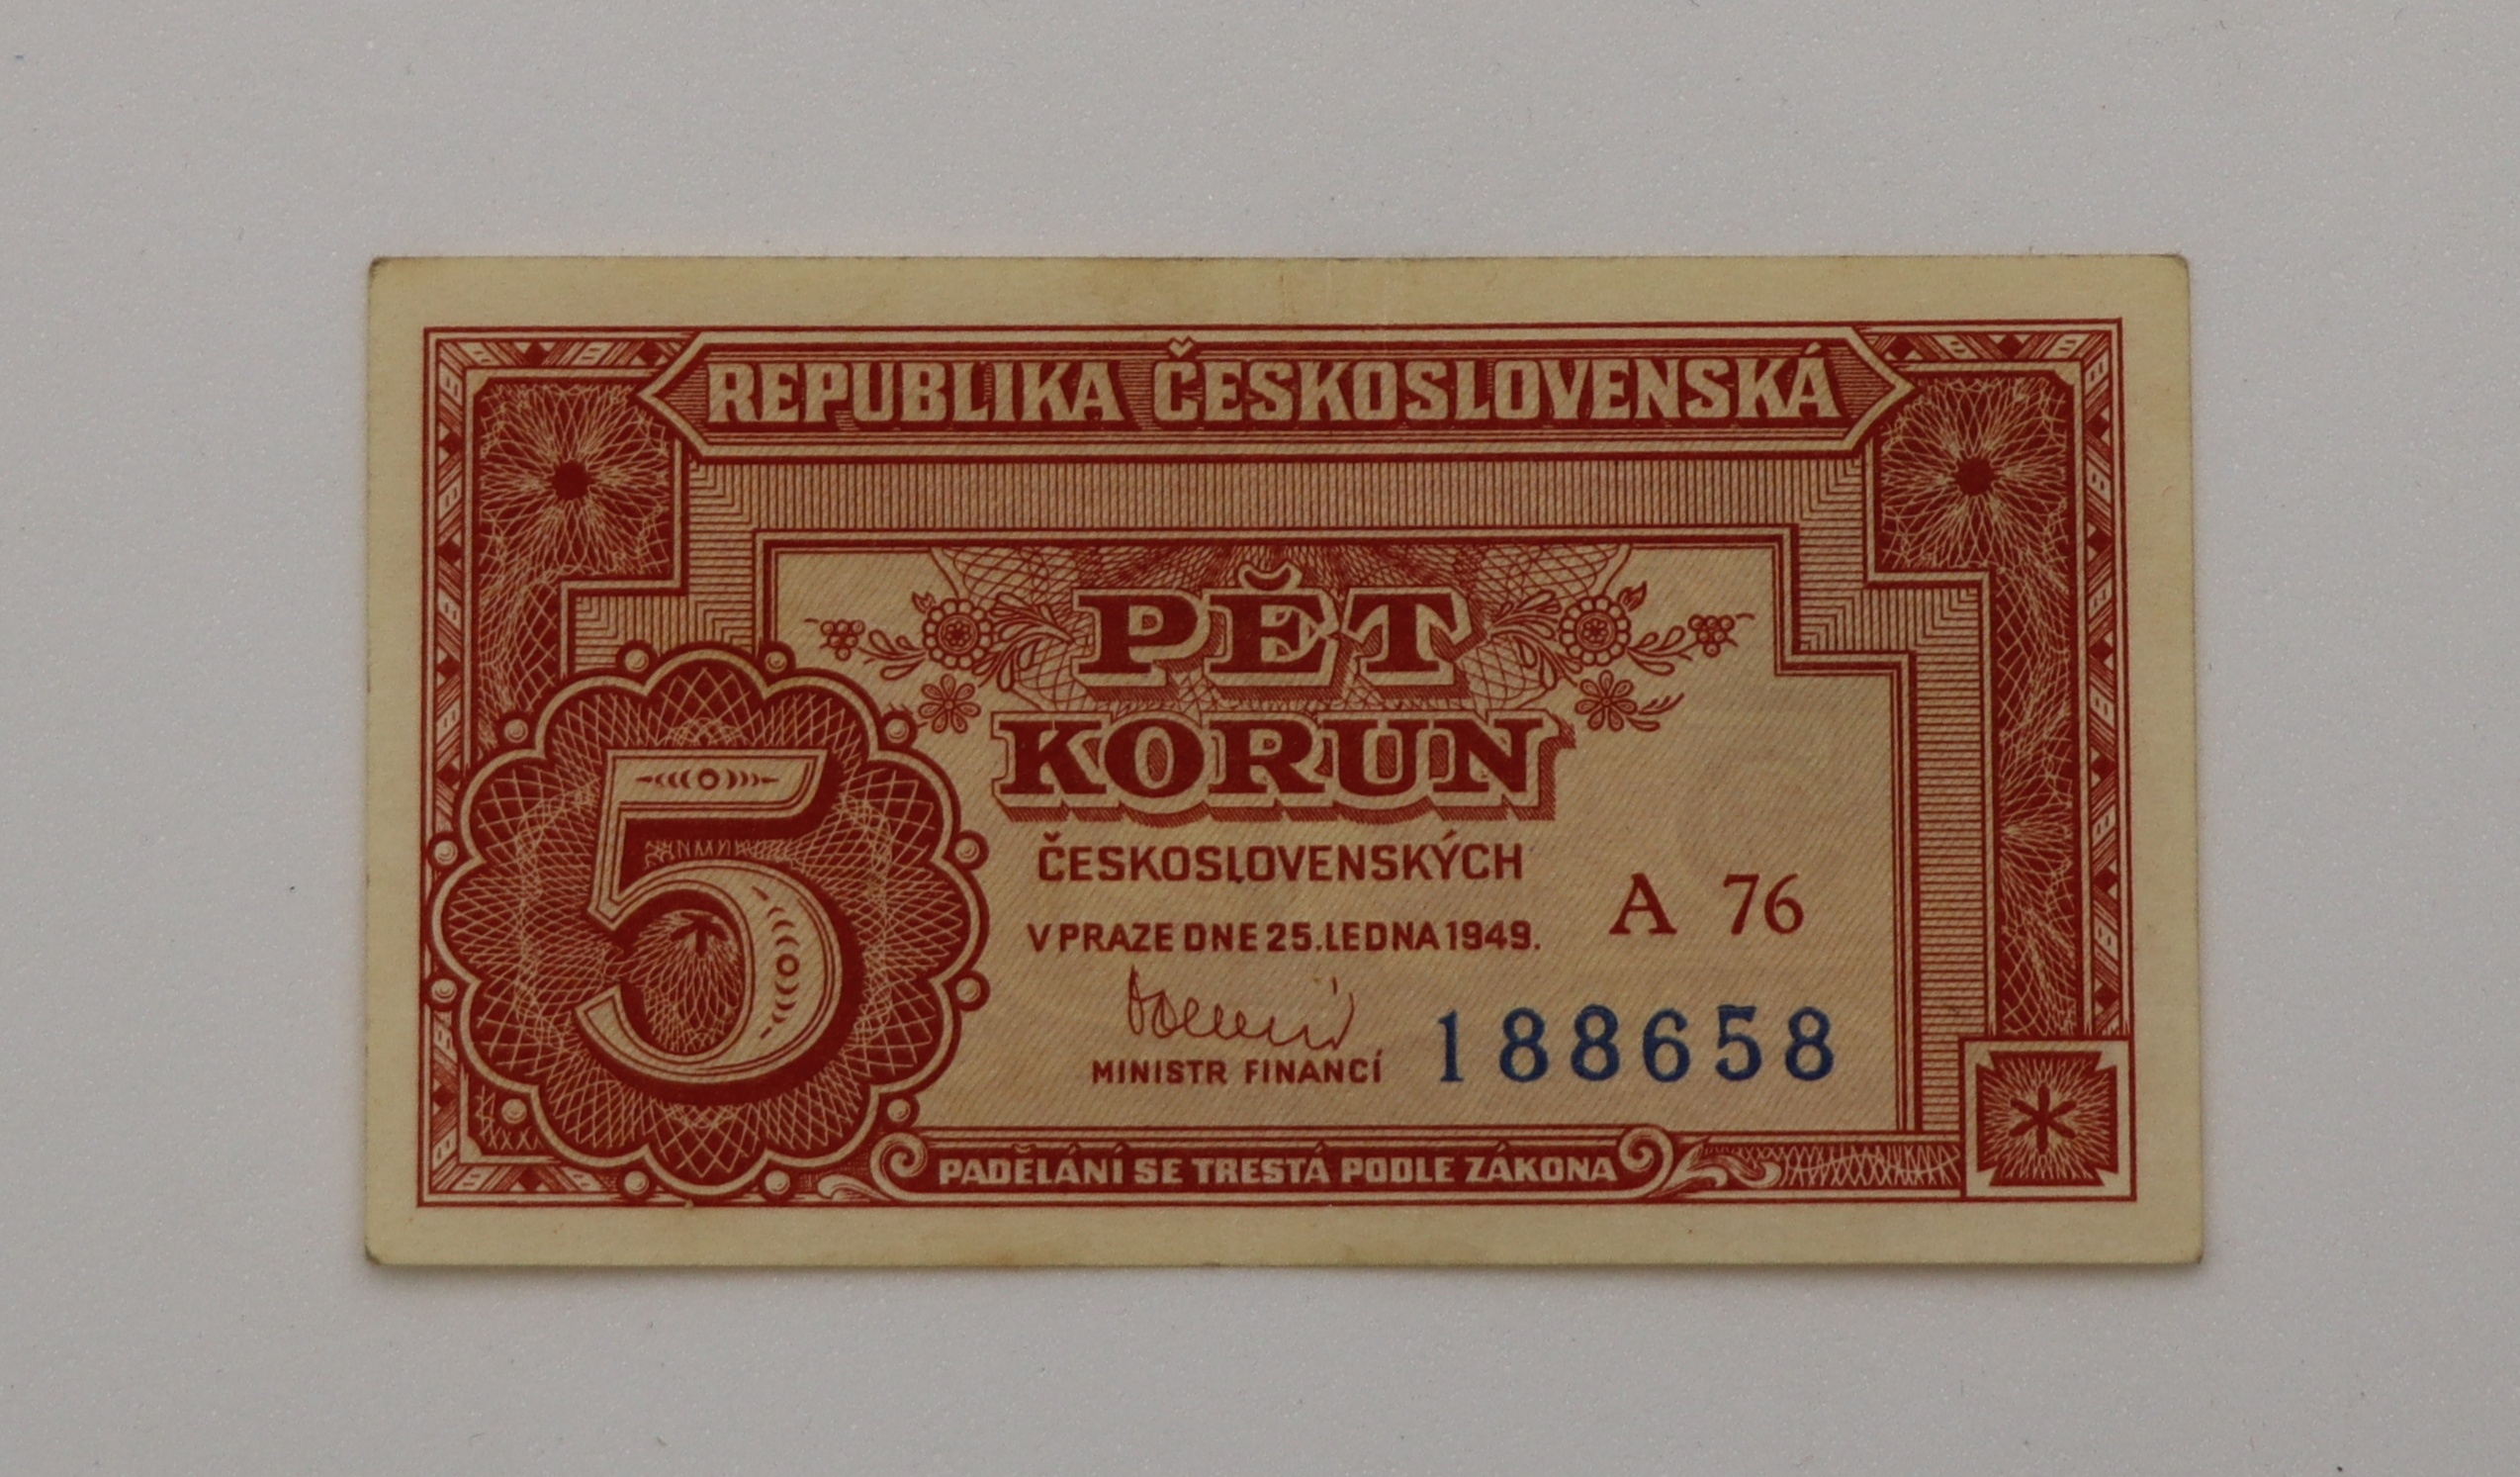 REPUBLIKA ČESKOSLOVENSKÁ
PĚT
KORUN
5
ČESKOSLOVENSKÝCH
A 76
V PRAZE DNE 25. LEDNA 1949.
188658
MINISTR FINANCÍ
PADĚLÁNÍ SE TRESTÁ PODLE ZÁKONA